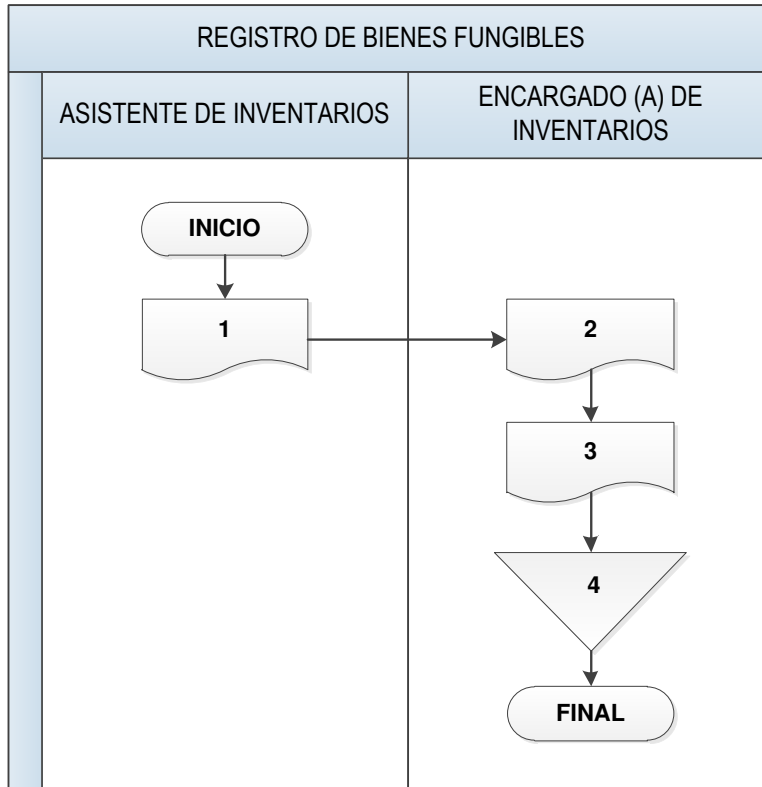 REGISTRO DE BIENES FUNGIBLES
ASISTENTE DE INVENTARIOS
ENCARGADO (A) DE
INVENTARIOS
INICIO
1
2
3
4
FINAL